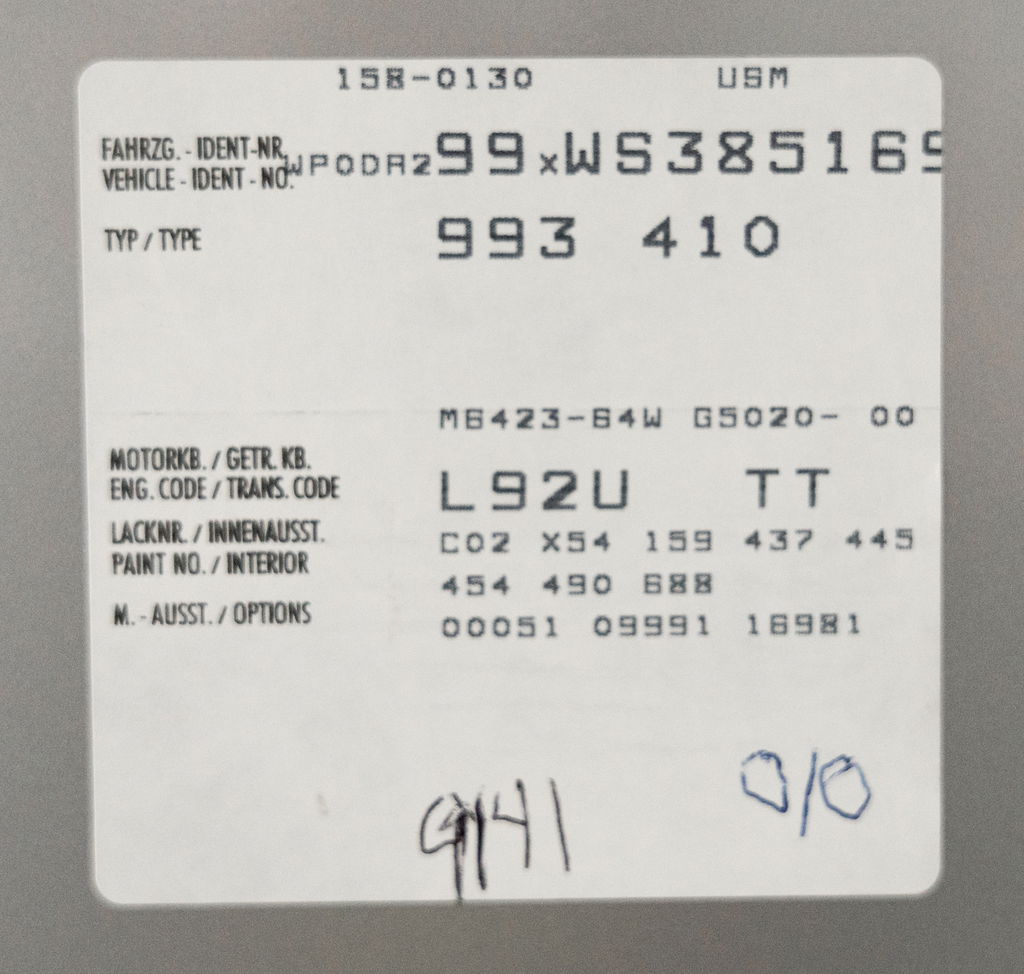 158-0130 USM
FAHRZG. - IDENT-NR.
VEHICLE - IDENT - NO. WP0DA299xWS385169
TYP / TYPE 993 410
M6423-64W G5020- 00
MOTORKB. / GETR. KB.
ENG. CODE / TRANS. CODE L92U TT
LACKNR. / INNENAUSST. C02 X54 159 437 445
PAINT NO. / INTERIOR 454 490 688
M. - AUSST. / OPTIONS 00051 09991 16981
9141 0/0